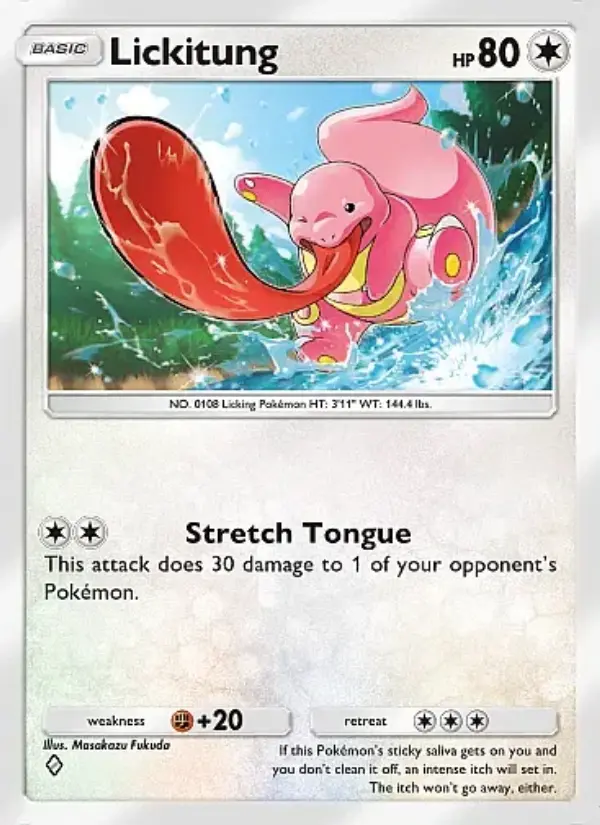 BASIC Lickitung HP 80
NO. 0108 Licking Pokémon HT: 3'11" WT: 144.4 lbs.
Stretch Tongue
This attack does 30 damage to 1 of your opponent's
Pokémon.
weakness +20 retreat
Illus. Masakazu Fukuda
If this Pokémon's sticky saliva gets on you and
you don't clean it off, an intense itch will set in.
The itch won't go away, either.